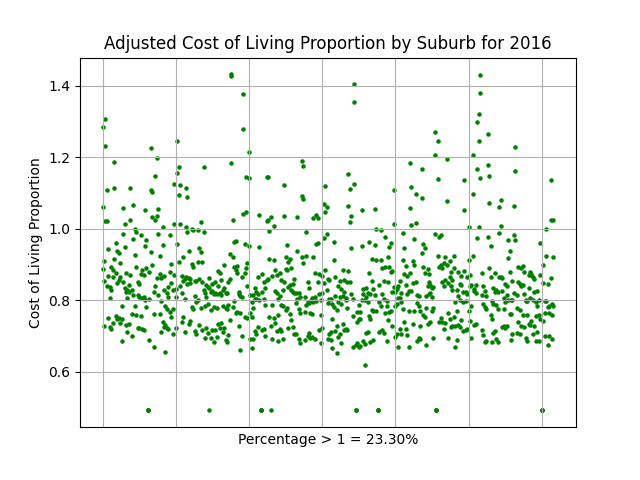 Adjusted Cost of Living Proportion by Suburb for 2016
1.4
1.2
1.0
0.8
0.6
Cost of Living Proportion
Percentage > 1 = 23.30%